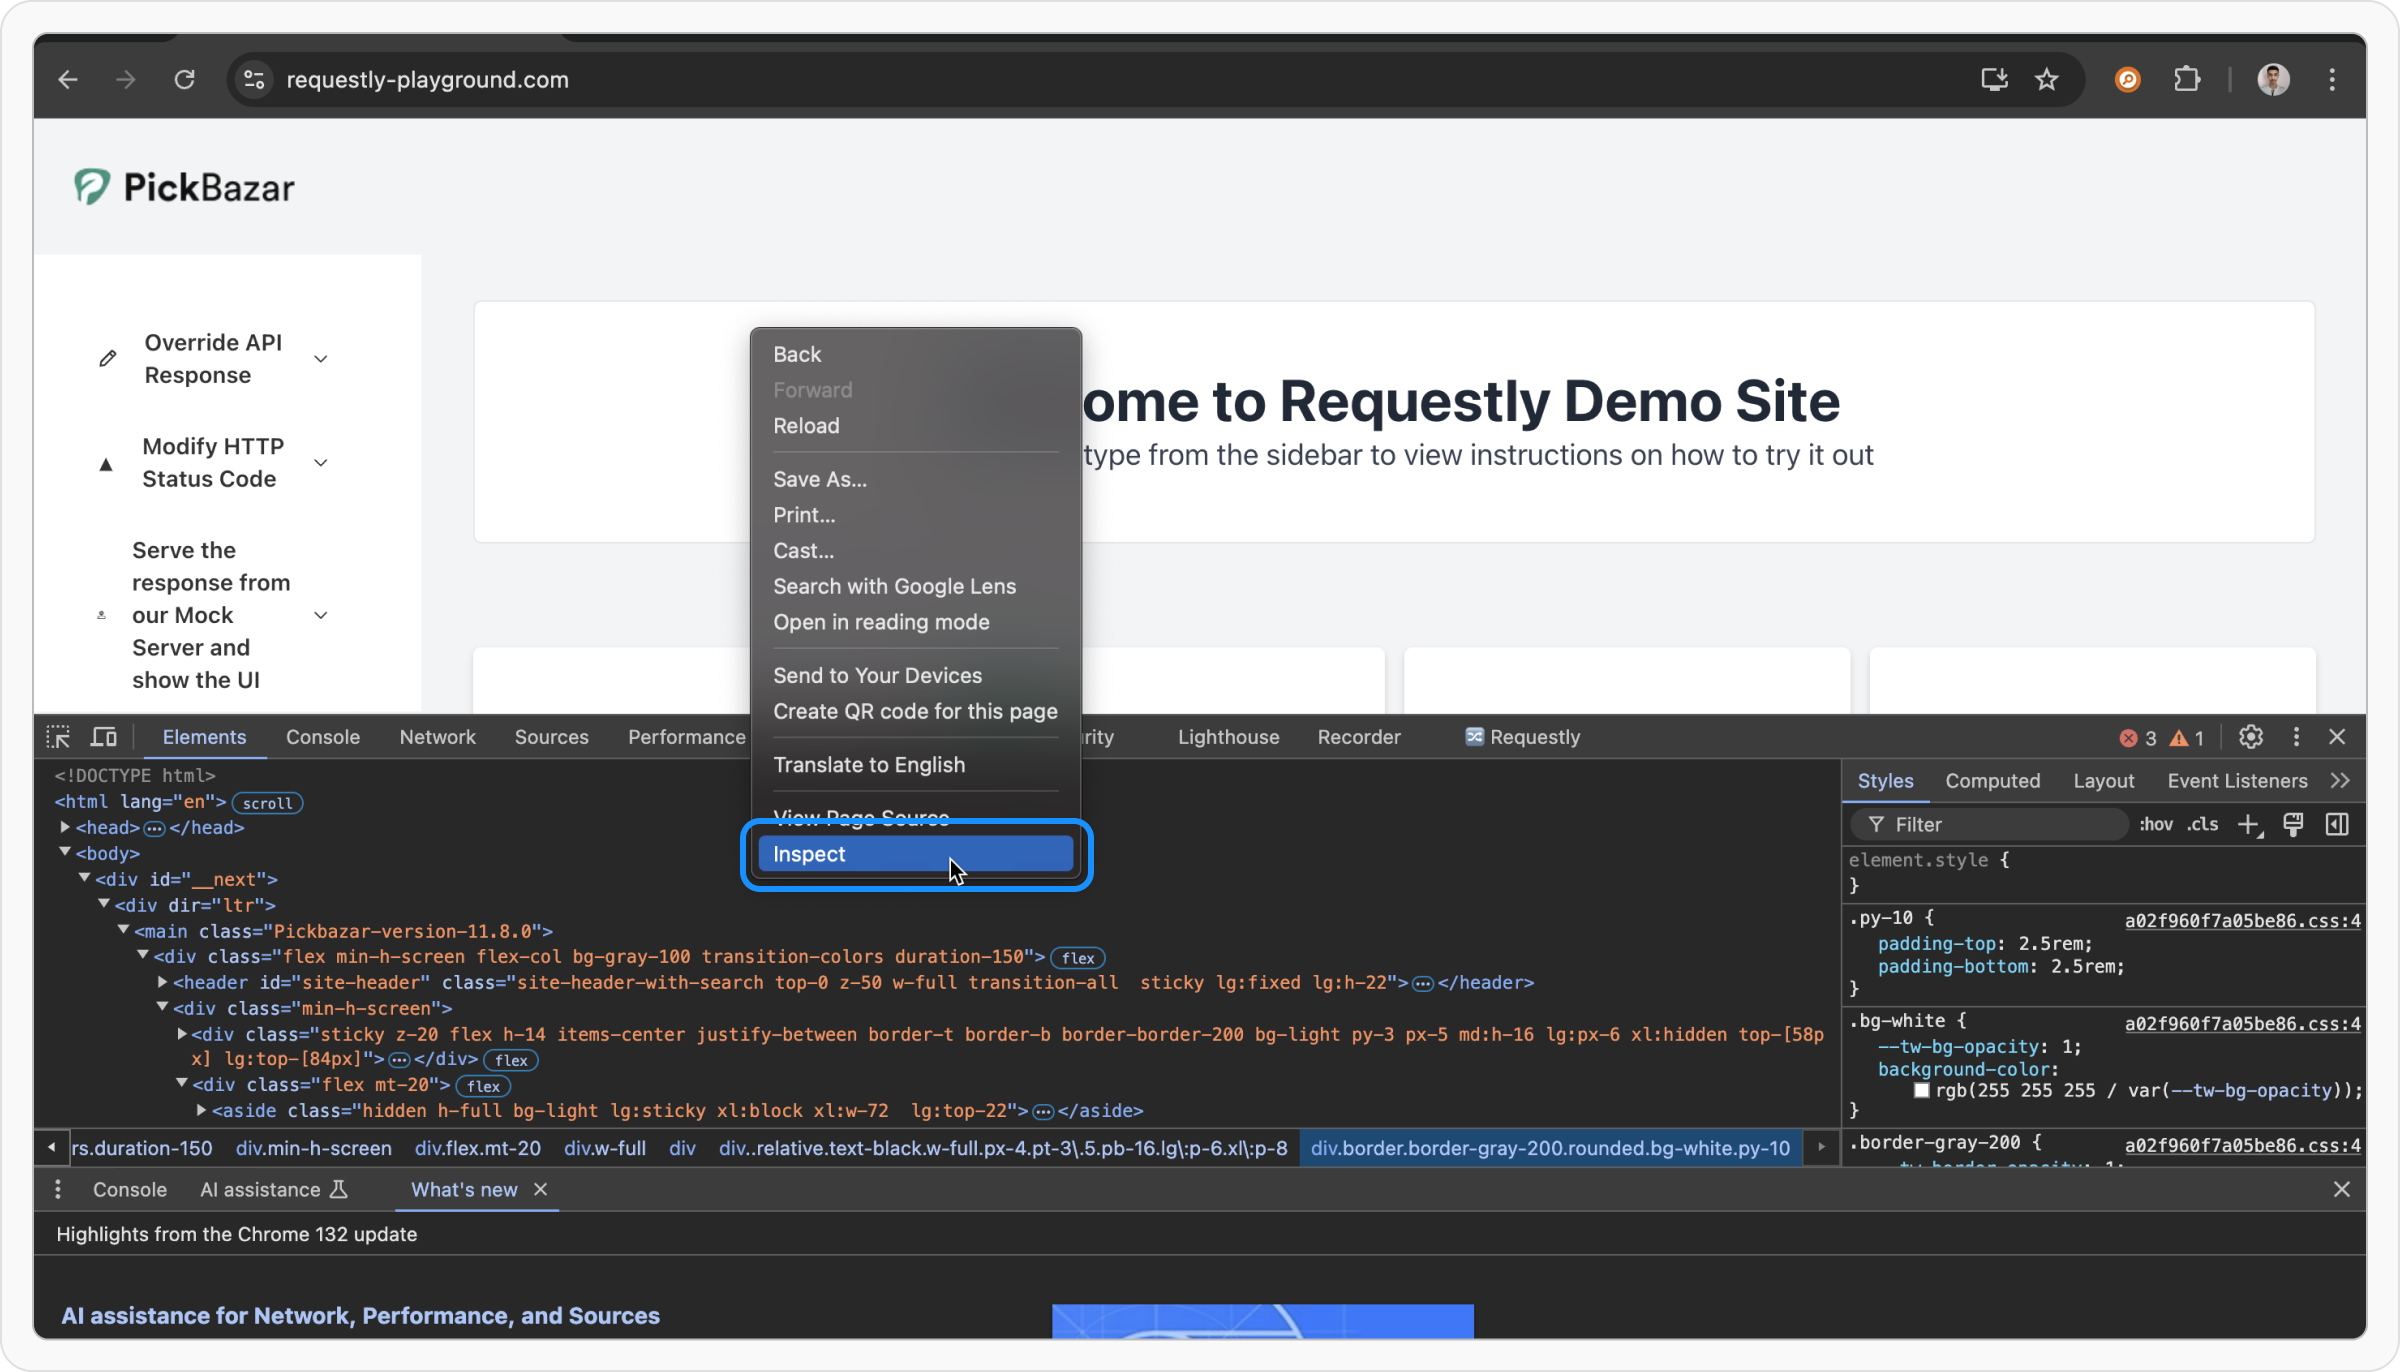 requestly-playground.com
PickBazar
Override API
Response
Modify HTTP
Status Code
Serve the
response from
our Mock
Server and
show the UI
ome to Requestly Demo Site
type from the sidebar to view instructions on how to try it out
Back
Forward
Reload
Save As...
Print...
Cast...
Search with Google Lens
Open in reading mode
Send to Your Devices
Create QR code for this page
Translate to English
View Page Source
Inspect
Elements Console Network Sources Performance rity Lighthouse Recorder Requestly 3 1
<!DOCTYPE html>
<html lang="en"> scroll
<head> ... </head>
<body>
<div id="__next">
<div dir="ltr">
<main class="Pickbazar-version-11.8.0">
<div class="flex min-h-screen flex-col bg-gray-100 transition-colors duration-150"> flex
<header id="site-header" class="site-header-with-search top-0 z-50 w-full transition-all  sticky lg:fixed lg:h-22"> ... </header>
<div class="min-h-screen">
<div class="sticky z-20 flex h-14 items-center justify-between border-t border-b border-border-200 bg-light py-3 px-5 md:h-16 lg:px-6 xl:hidden top-[58p
x] lg:top-[84px]"> ... </div> flex
<div class="flex mt-20"> flex
<aside class="hidden h-full bg-light lg:sticky xl:block xl:w-72  lg:top-22"> ... </aside>
rs.duration-150 div.min-h-screen div.flex.mt-20 div.w-full div div..relative.text-black.w-full.px-4.pt-3\.5.pb-16.lg\:p-6.xl\:p-8 div.border.border-gray-200.rounded.bg-white.py-10
Styles Computed Layout Event Listeners
Filter :hov .cls
element.style {
}
.py-10 { a02f960f7a05be86.css:4
padding-top: 2.5rem;
padding-bottom: 2.5rem;
}
.bg-white { a02f960f7a05be86.css:4
--tw-bg-opacity: 1;
background-color:
rgb(255 255 255 / var(--tw-bg-opacity));
}
.border-gray-200 { a02f960f7a05be86.css:4
--tw-border-opacity: 1;
Console AI assistance What's new
Highlights from the Chrome 132 update
AI assistance for Network, Performance, and Sources